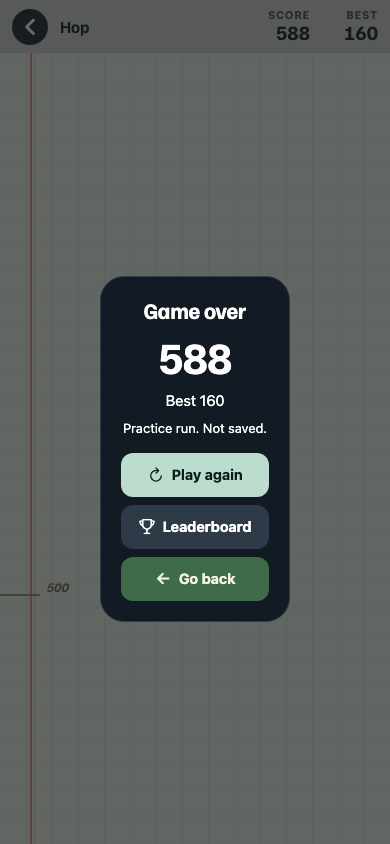 Hop
SCORE
588
BEST
160
Game over
588
Best 160
Practice run. Not saved.
Play again
Leaderboard
Go back
500